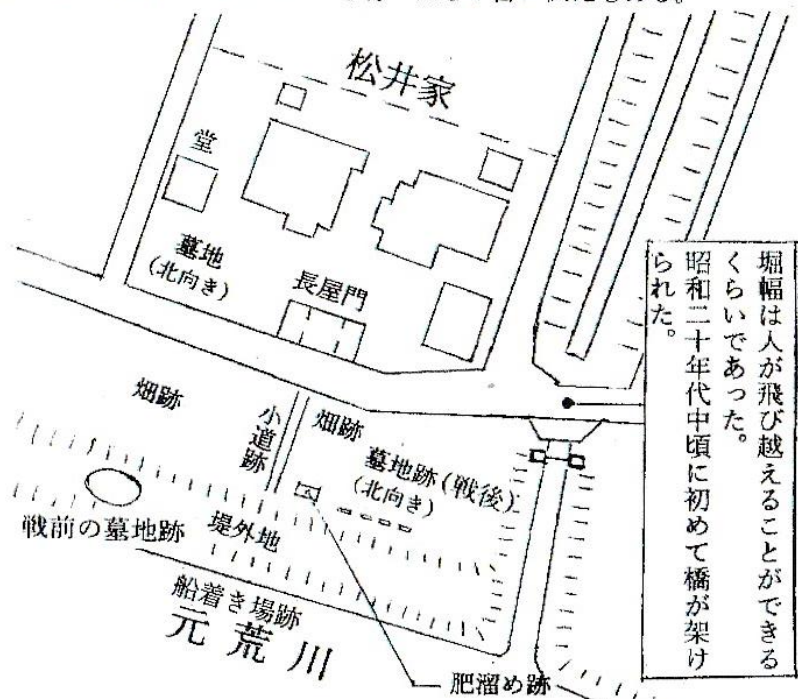 松井家
堂
墓地
(北向き)
長屋門
堀幅は人が飛び越えることができる
くらいであった。
昭和二十年代中頃に初めて橋が架け
られた。
畑跡
小道跡
畑跡
墓地跡(戦後)
(北向き)
戦前の墓地跡
堤外地
船着き場跡
元荒川
肥溜め跡